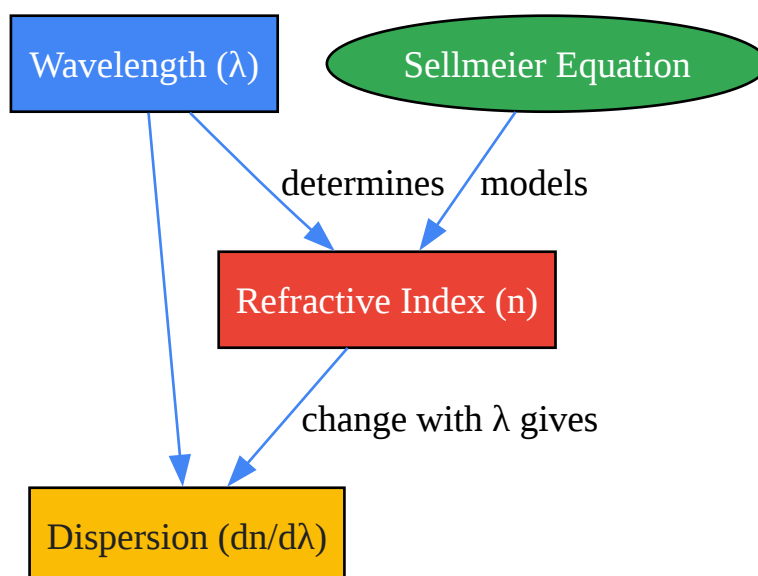 Wavelength (λ)
Sellmeier Equation
determines
models
Refractive Index (n)
change with λ gives
Dispersion (dn/dλ)